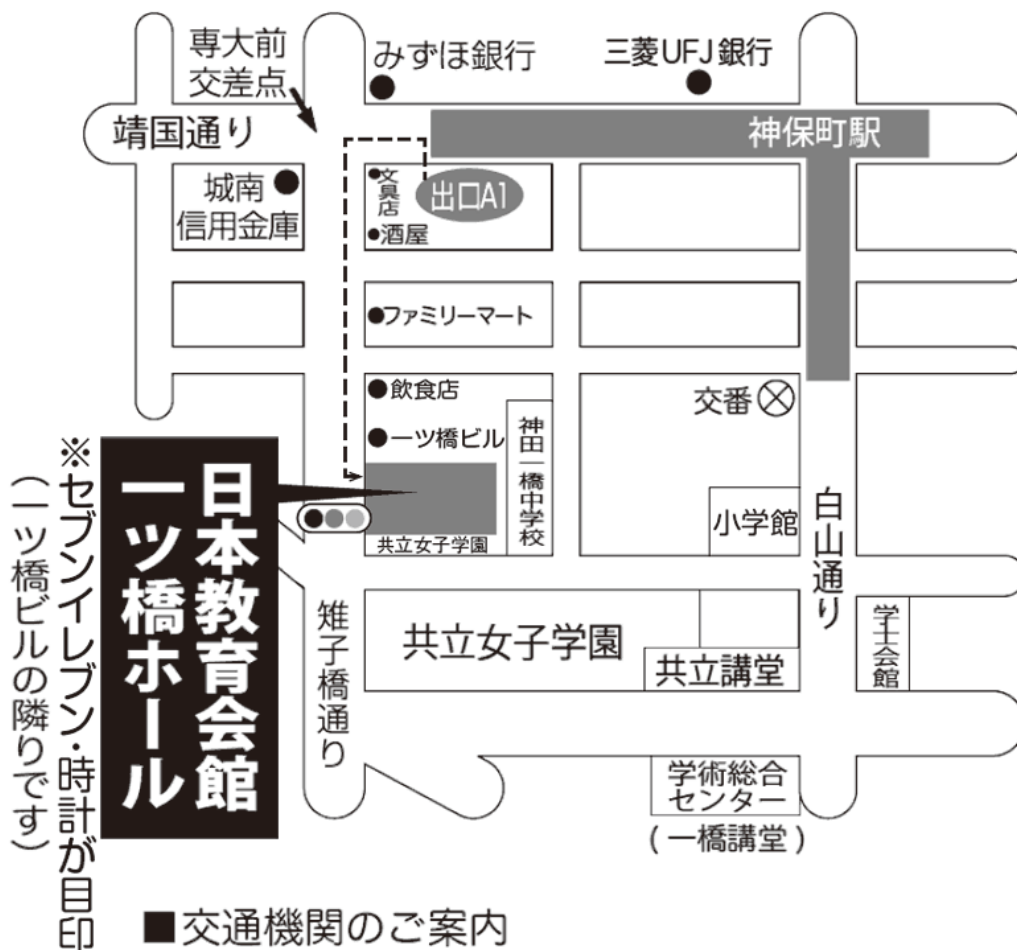 専大前
交差点
みずほ銀行
三菱UFJ銀行
靖国通り
神保町駅
城南
信用金庫
文具店
出口A1
酒屋
ファミリーマート
飲食店
一ツ橋ビル
神田一橋中学校
交番
小学館
共立女子学園
白山通り
日本教育会館
一ツ橋ホール
※セブンイレブン・時計が目印
(一ツ橋ビルの隣りです)
雉子橋通り
共立女子学園
共立講堂
学士会館
学術総合
センター
(一橋講堂)
■交通機関のご案内